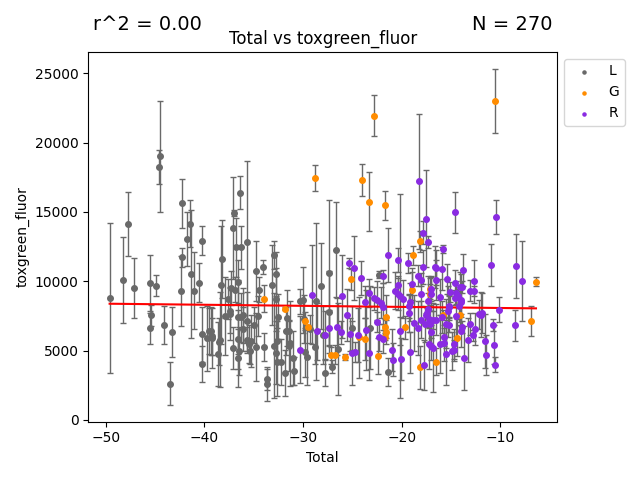 r^2 = 0.00
N = 270
Total vs toxgreen_fluor
25000
20000
15000
10000
5000
0
toxgreen_fluor
−50
−40
−30
−20
−10
Total
L
G
R